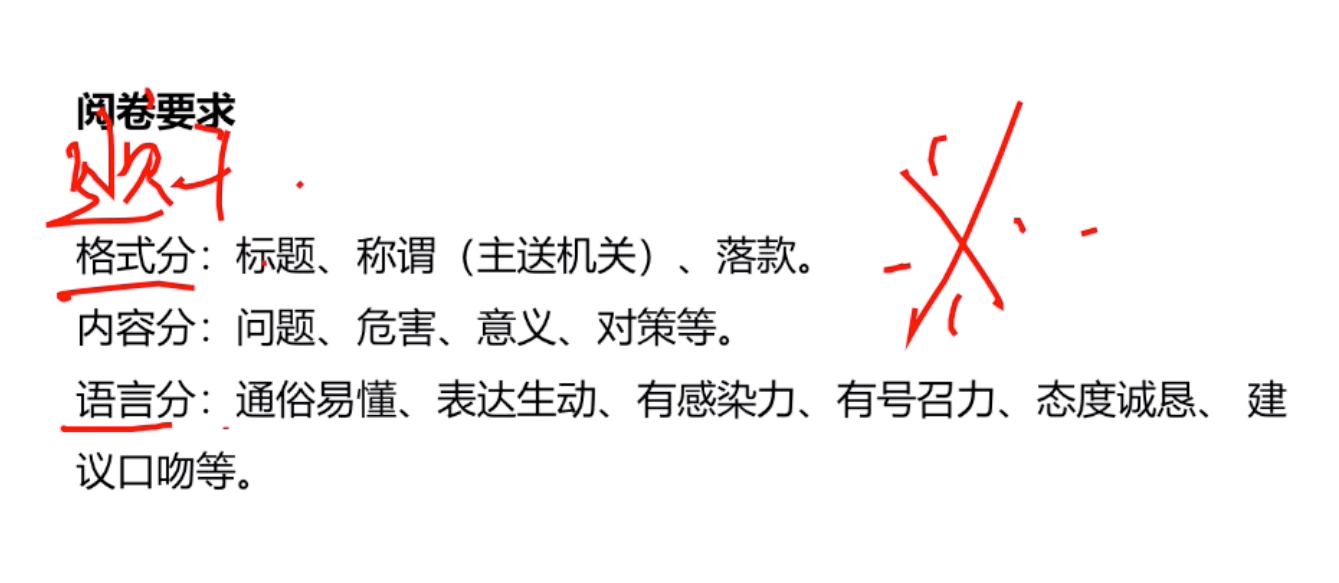 阅卷要求
格式分：标题、称谓（主送机关）、落款。
内容分：问题、危害、意义、对策等。
语言分：通俗易懂、表达生动、有感染力、有号召力、态度诚恳、 建
议口吻等。